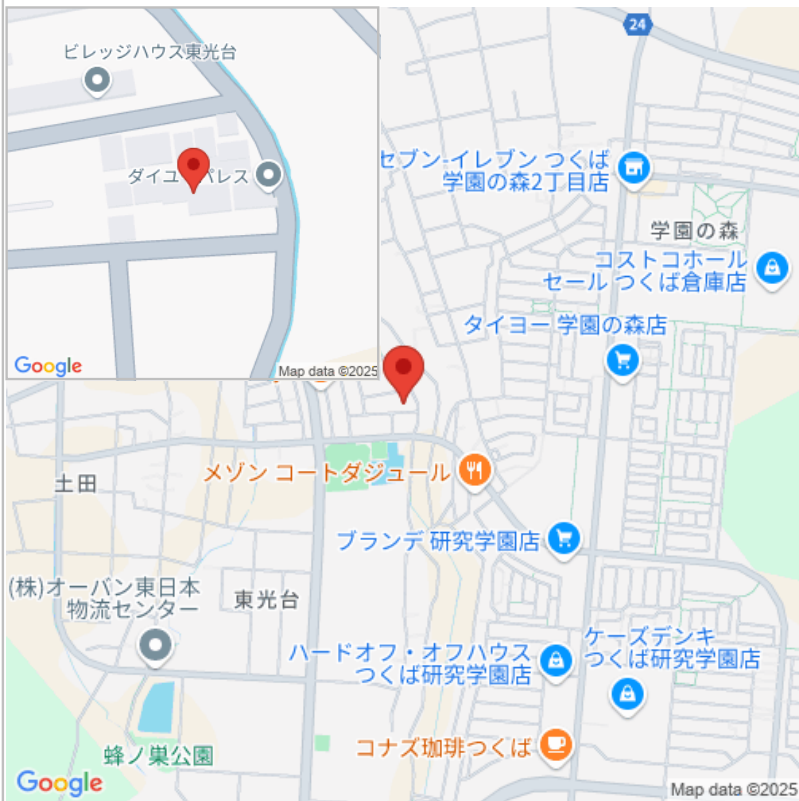 ビレッジハウス東光台
Google
Map data ©2025
24
セブン-イレブン つくば
学園の森2丁目店
学園の森
コストコホール
セール つくば倉庫店
タイヨー 学園の森店
土田
メゾン コートダジュール
ブランデ 研究学園店
(株)オーバン東日本
物流センター
東光台
ハードオフ・オフハウス
つくば研究学園店
ケーズデンキ
つくば研究学園店
蜂ノ巣公園
コナズ珈琲つくば
Google
Map data ©2025